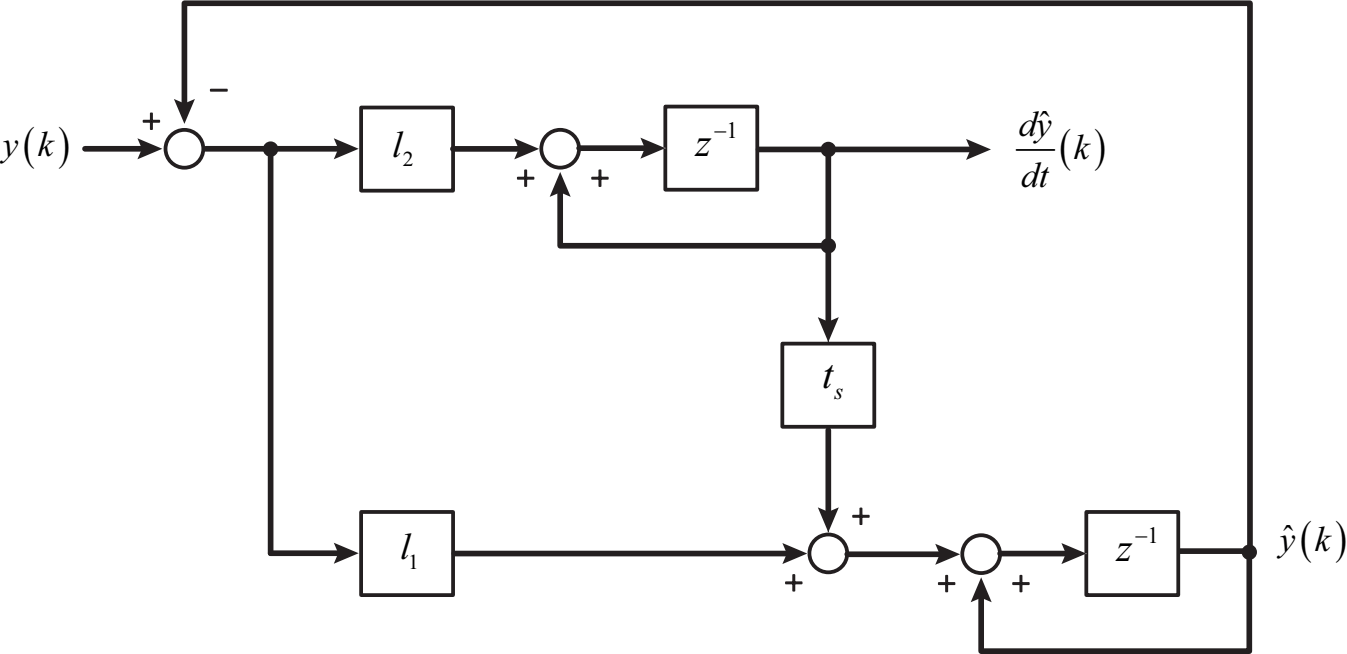 −
+
y(k)
l₂
+
+
z⁻¹
dŷ/dt (k)
tₛ
+
l₁
+
+
+
z⁻¹
ŷ(k)